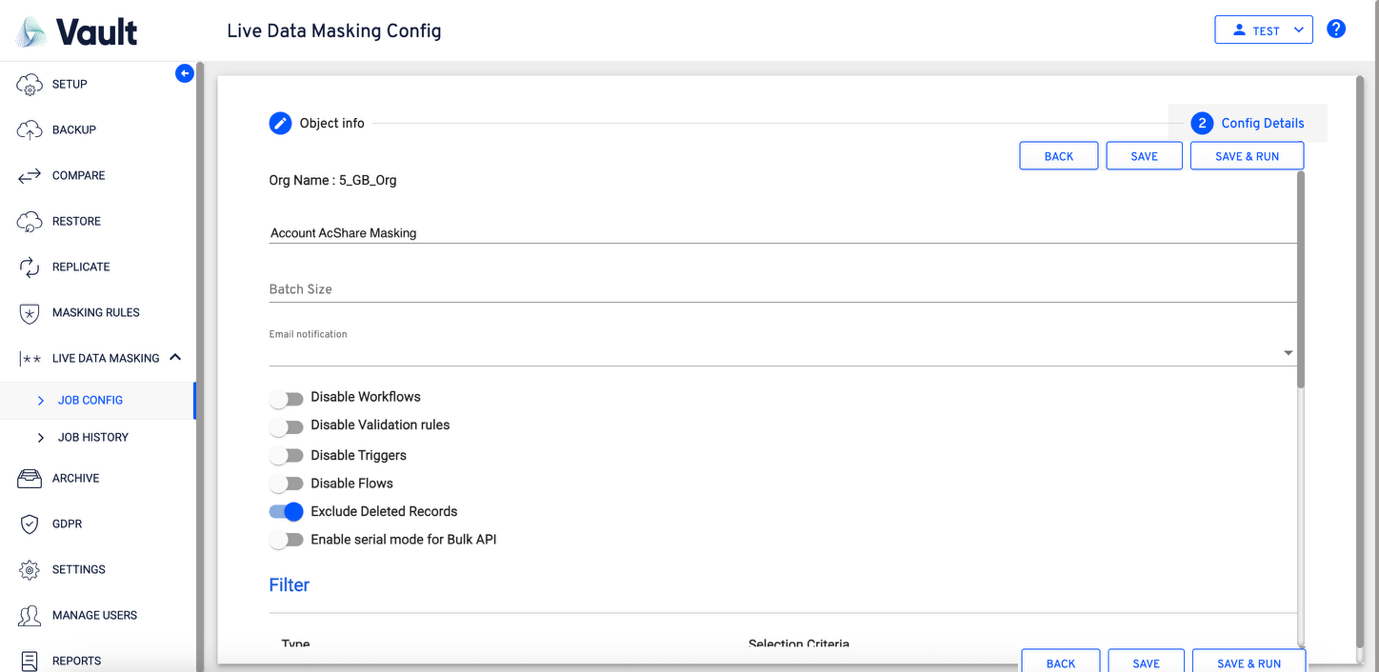 Vault
Live Data Masking Config
TEST
?
SETUP
BACKUP
COMPARE
RESTORE
REPLICATE
MASKING RULES
LIVE DATA MASKING
JOB CONFIG
JOB HISTORY
ARCHIVE
GDPR
SETTINGS
MANAGE USERS
REPORTS
Object info
2 Config Details
BACK SAVE SAVE & RUN
Org Name : 5_GB_Org
Account AcShare Masking
Batch Size
Email notification
Disable Workflows
Disable Validation rules
Disable Triggers
Disable Flows
Exclude Deleted Records
Enable serial mode for Bulk API
Filter
Type Selection Criteria
BACK SAVE SAVE & RUN